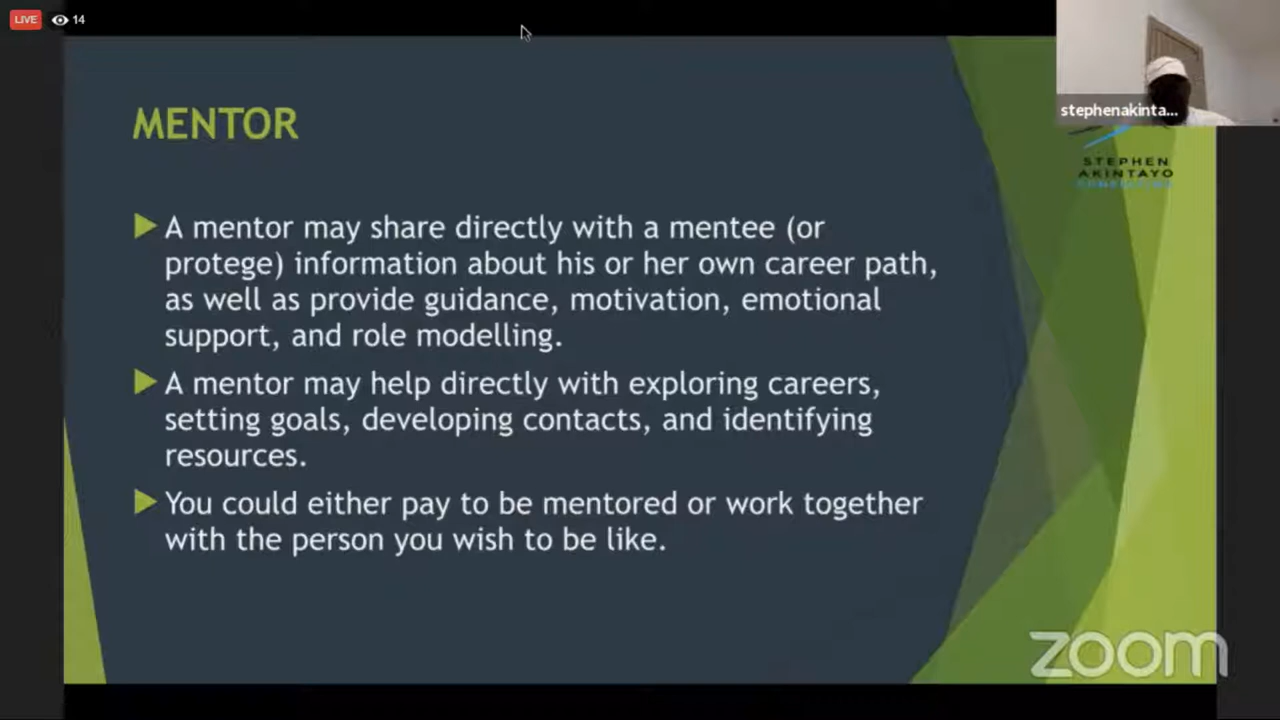 LIVE 14
stephenakinta...
MENTOR
STEPHEN
AKINTAYO
CONSULTING
A mentor may share directly with a mentee (or
protege) information about his or her own career path,
as well as provide guidance, motivation, emotional
support, and role modelling.
A mentor may help directly with exploring careers,
setting goals, developing contacts, and identifying
resources.
You could either pay to be mentored or work together
with the person you wish to be like.
zoom